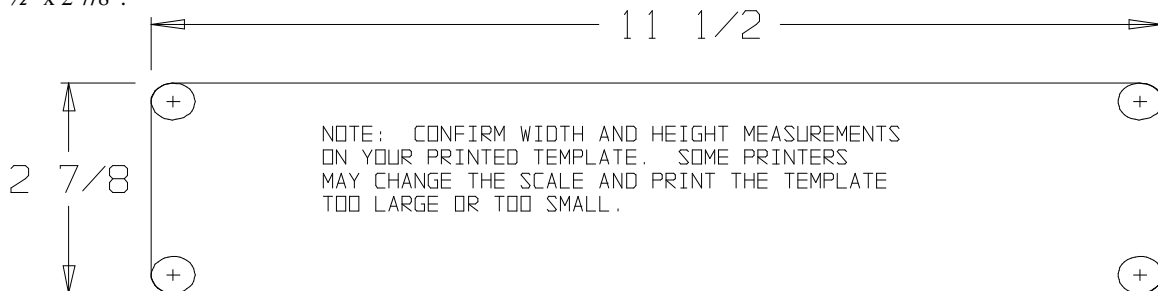 ½" x 2 7/8".
11 1/2
2 7/8
NOTE: CONFIRM WIDTH AND HEIGHT MEASUREMENTS
ON YOUR PRINTED TEMPLATE. SOME PRINTERS
MAY CHANGE THE SCALE AND PRINT THE TEMPLATE
TOO LARGE OR TOO SMALL.